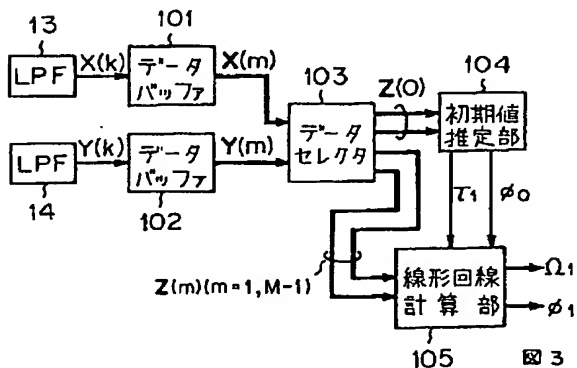 13
101
LPF
X(k)
データ
バッファ
X(m)
103
データ
セレクタ
Z(0)
104
初期値
推定部
LPF
14
Y(k)
データ
バッファ
Y(m)
102
τ1
φ0
Z(m)(m=1,M-1)
線形回線
計算部
Ω1
φ1
105
図3